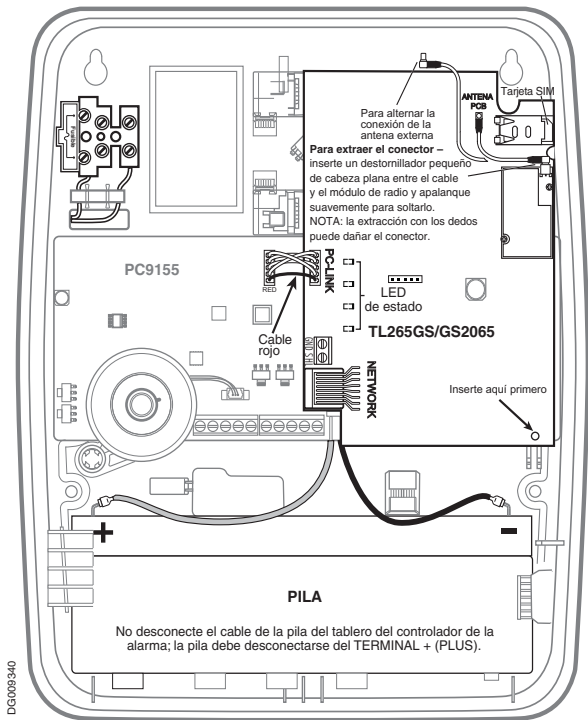 Tarjeta SIM
ANTENA
PCB
Para alternar la
conexión de la
antena externa
Para extraer el conector –
inserte un destornillador pequeño
de cabeza plana entre el cable
y el módulo de radio y apalanque
suavemente para soltarlo.
NOTA: la extracción con los dedos
puede dañar el conector.
Fusible
PC9155
RED
PC-LINK
LED
de estado
Cable
rojo
TL265GS/GS2065
GND SHI
NETWORK
Inserte aquí primero
+
-
PILA
No desconecte el cable de la pila del tablero del controlador de la
alarma; la pila debe desconectarse del TERMINAL + (PLUS).
DG009340